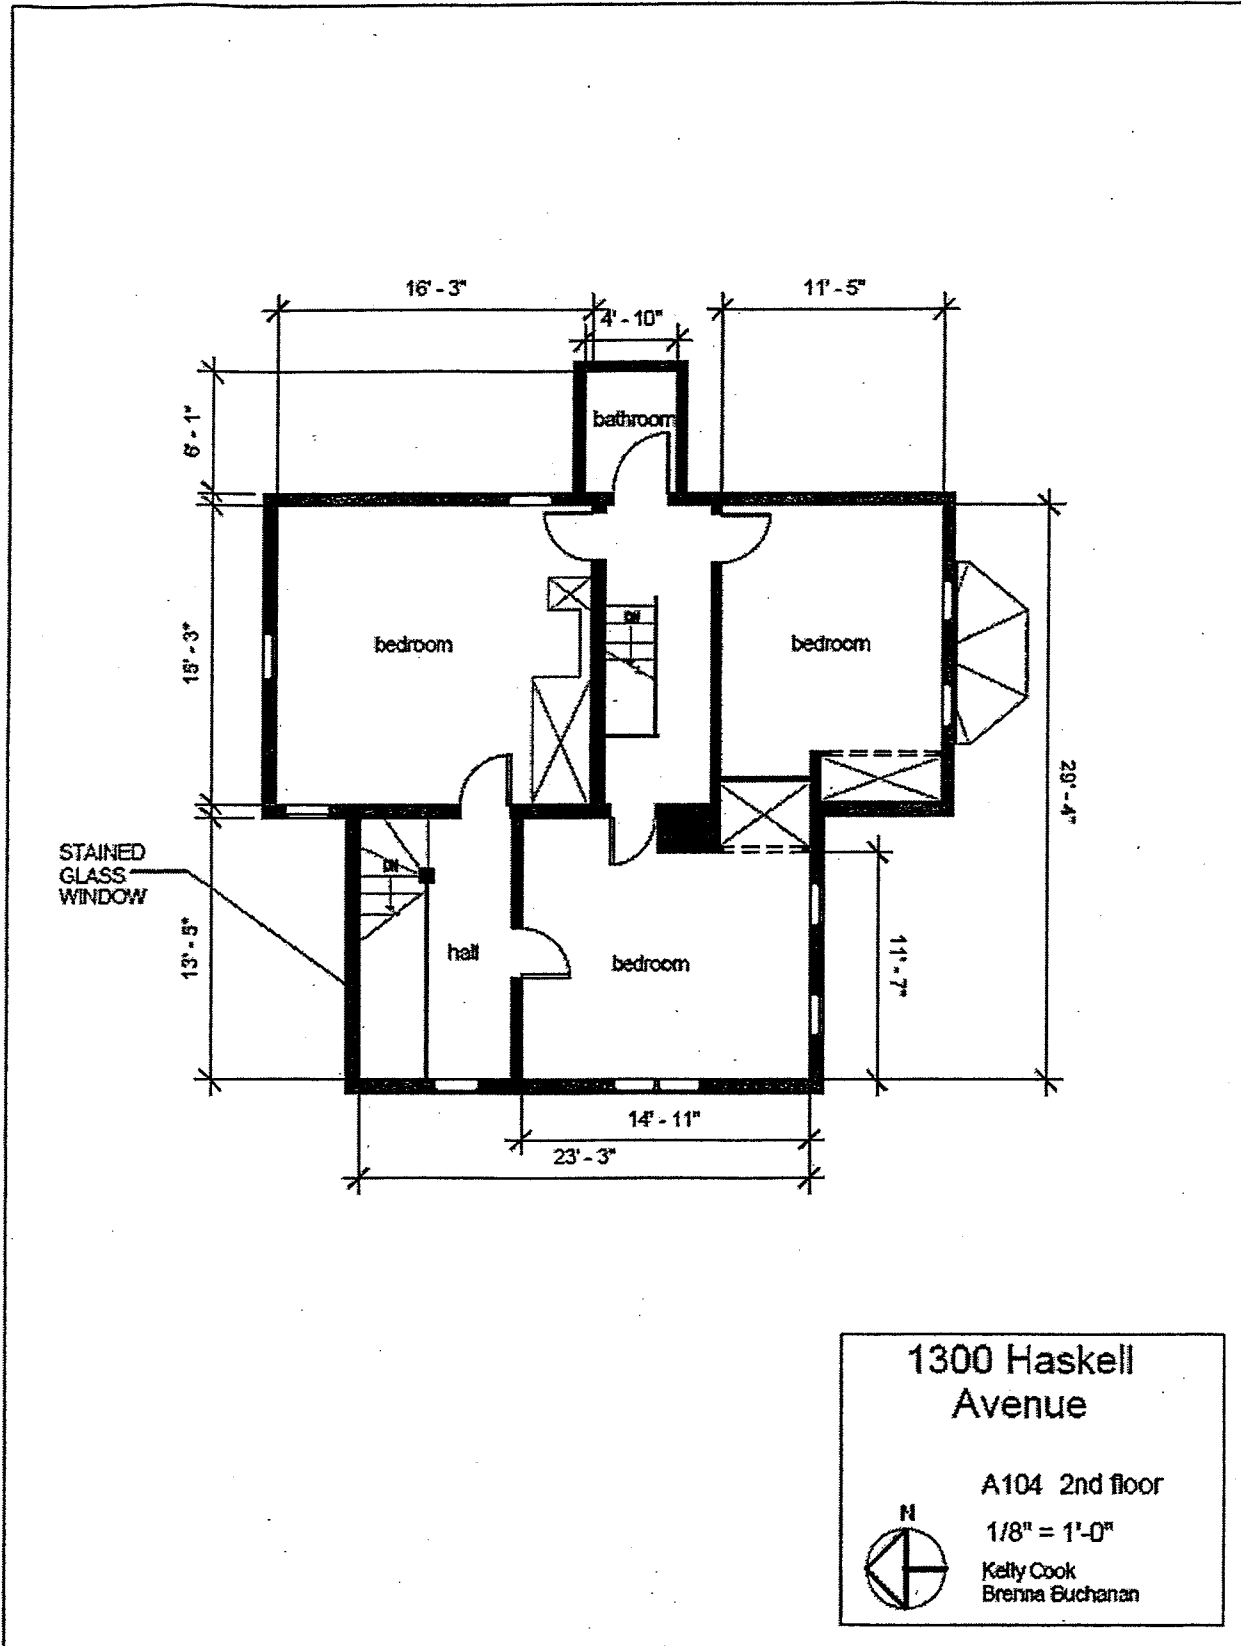 16' - 3"
11' - 5"
4' - 10"
bathroom
6' - 1"
15' - 3"
bedroom
DN
bedroom
29' - 4"
STAINED
GLASS
WINDOW
DN
13' - 5"
hall
bedroom
11' - 7"
14' - 11"
23' - 3"
1300 Haskell
Avenue
A104 2nd floor
N
1/8" = 1'-0"
Kelly Cook
Brenna Buchanan